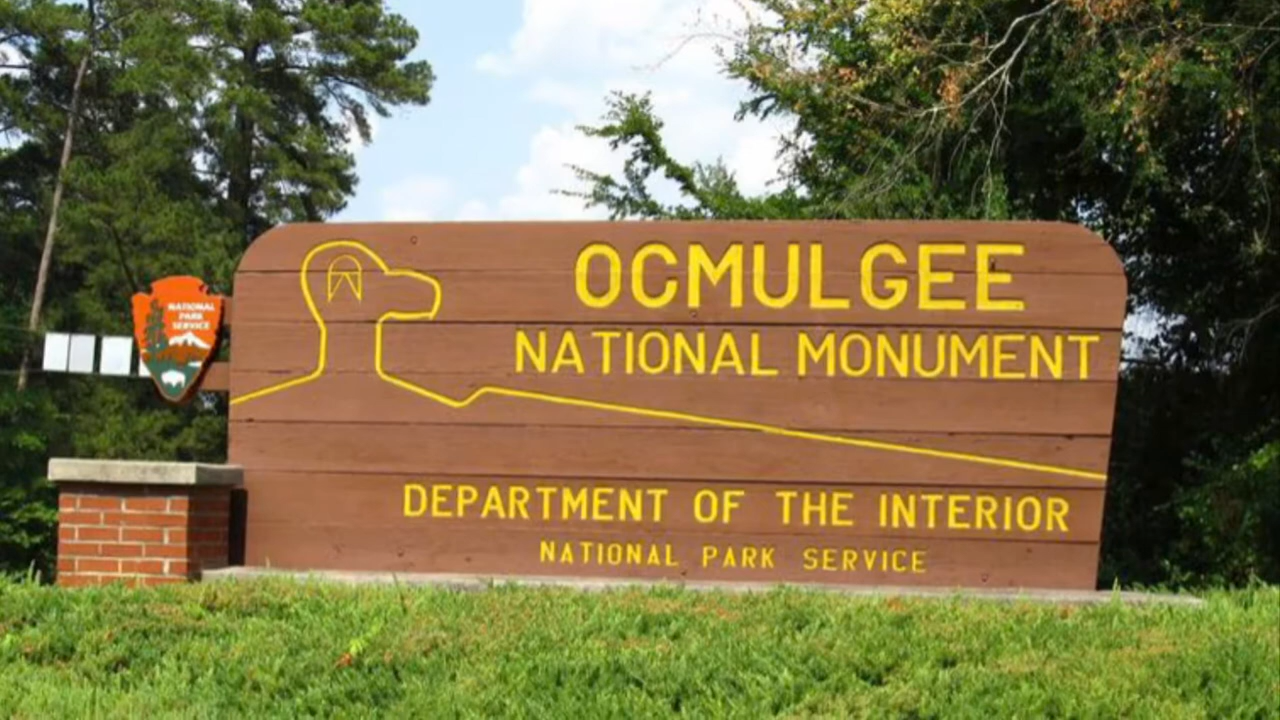 OCMULGEE
NATIONAL MONUMENT
NATIONAL
PARK
SERVICE
DEPARTMENT OF THE INTERIOR
NATIONAL PARK SERVICE